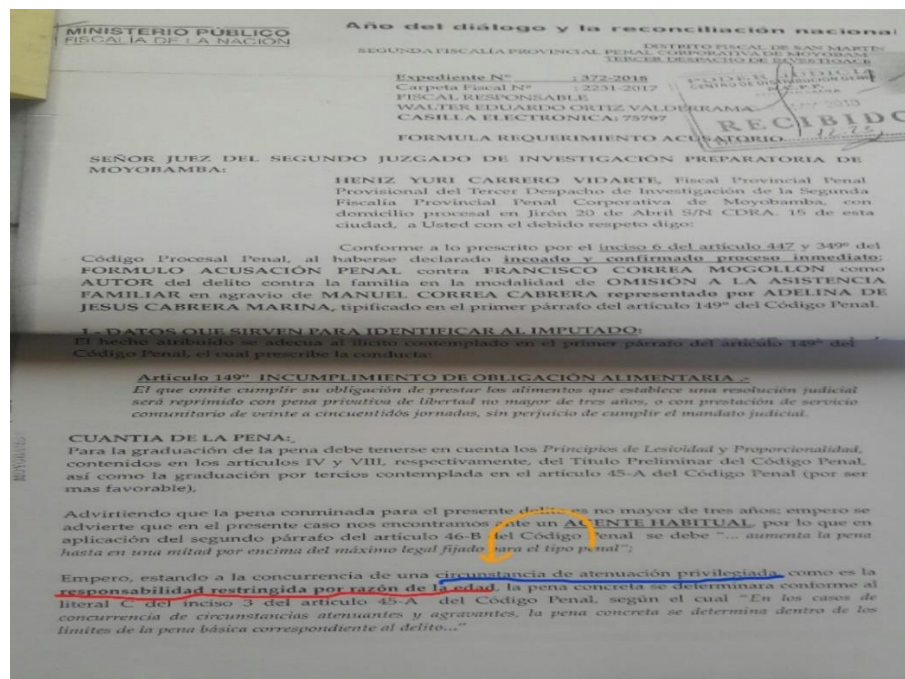 MINISTERIO PÚBLICO
FISCALÍA DE LA NACIÓN
Año del diálogo y la reconciliación nacional
DISTRITO FISCAL DE SAN MARTÍN
SEGUNDA FISCALÍA PROVINCIAL PENAL CORPORATIVA DE MOYOBAMBA
TERCER DESPACHO DE INVESTIGACIÓN
Expediente N° : 372-2018
Carpeta Fiscal N° : 2231-2017
FISCAL RESPONSABLE
WALTER EDUARDO ORTIZ VALDERRAMA
CASILLA ELECTRONICA: 75797
PODER JUDICIAL
CENTRO DE DISTRIBUCIÓN
N.C.P.P.
2018
RECIBIDO
12:26
FORMULA REQUERIMIENTO ACUSATORIO
SEÑOR JUEZ DEL SEGUNDO JUZGADO DE INVESTIGACIÓN PREPARATORIA DE
MOYOBAMBA:
HENIZ YURI CARRERO VIDARTE, Fiscal Provincial Penal
Provisional del Tercer Despacho de Investigación de la Segunda
Fiscalía Provincial Penal Corporativa de Moyobamba, con
domicilio procesal en Jirón 20 de Abril S/N CDRA. 15 de esta
ciudad, a Usted con el debido respeto digo:
Conforme a lo prescrito por el inciso 6 del artículo 447 y 349° del
Código Procesal Penal, al haberse declarado incoado y confirmado proceso inmediato;
FORMULO ACUSACIÓN PENAL contra FRANCISCO CORREA MOGOLLON como
AUTOR del delito contra la familia en la modalidad de OMISIÓN A LA ASISTENCIA
FAMILIAR en agravio de MANUEL CORREA CABRERA representado por ADELINA DE
JESUS CABRERA MARINA, tipificado en el primer párrafo del artículo 149° del Código Penal.
I.- DATOS QUE SIRVEN PARA IDENTIFICAR AL IMPUTADO:
El hecho atribuido se adecua al ilícito contemplado en el primer párrafo del artículo 149° del
Código Penal, el cual prescribe la conducta:
Artículo 149° INCUMPLIMIENTO DE OBLIGACIÓN ALIMENTARIA .-
El que omite cumplir su obligación de prestar los alimentos que establece una resolución judicial
será reprimido con pena privativa de libertad no mayor de tres años, o con prestación de servicio
comunitario de veinte a cincuentidós jornadas, sin perjuicio de cumplir el mandato judicial.
CUANTIA DE LA PENA:
Para la graduación de la pena debe tenerse en cuenta los Principios de Lesividad y Proporcionalidad,
contenidos en los artículos IV y VIII, respectivamente, del Título Preliminar del Código Penal,
así como la graduación por tercios contemplada en el artículo 45-A del Código Penal (por ser
mas favorable),
Advirtiendo que la pena conminada para el presente delito es no mayor de tres años; empero se
advierte que en el presente caso nos encontramos ante un AGENTE HABITUAL, por lo que en
aplicación del segundo párrafo del artículo 46-B del Código Penal se debe "... aumenta la pena
hasta en una mitad por encima del máximo legal fijado para el tipo penal";
Empero, estando a la concurrencia de una circunstancia de atenuación privilegiada, como es la
responsabilidad restringida por razón de la edad, la pena concreta se determinara conforme al
literal C del inciso 3 del artículo 45-A del Código Penal, según el cual "En los casos de
concurrencia de circunstancias atenuantes y agravantes, la pena concreta se determina dentro de los
límites de la pena básica correspondiente al delito..."